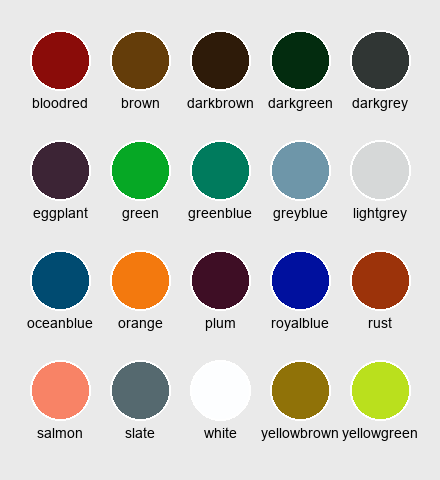 bloodred brown darkbrown darkgreen darkgrey
eggplant green greenblue greyblue lightgrey
oceanblue orange plum royalblue rust
salmon slate white yellowbrown yellowgreen